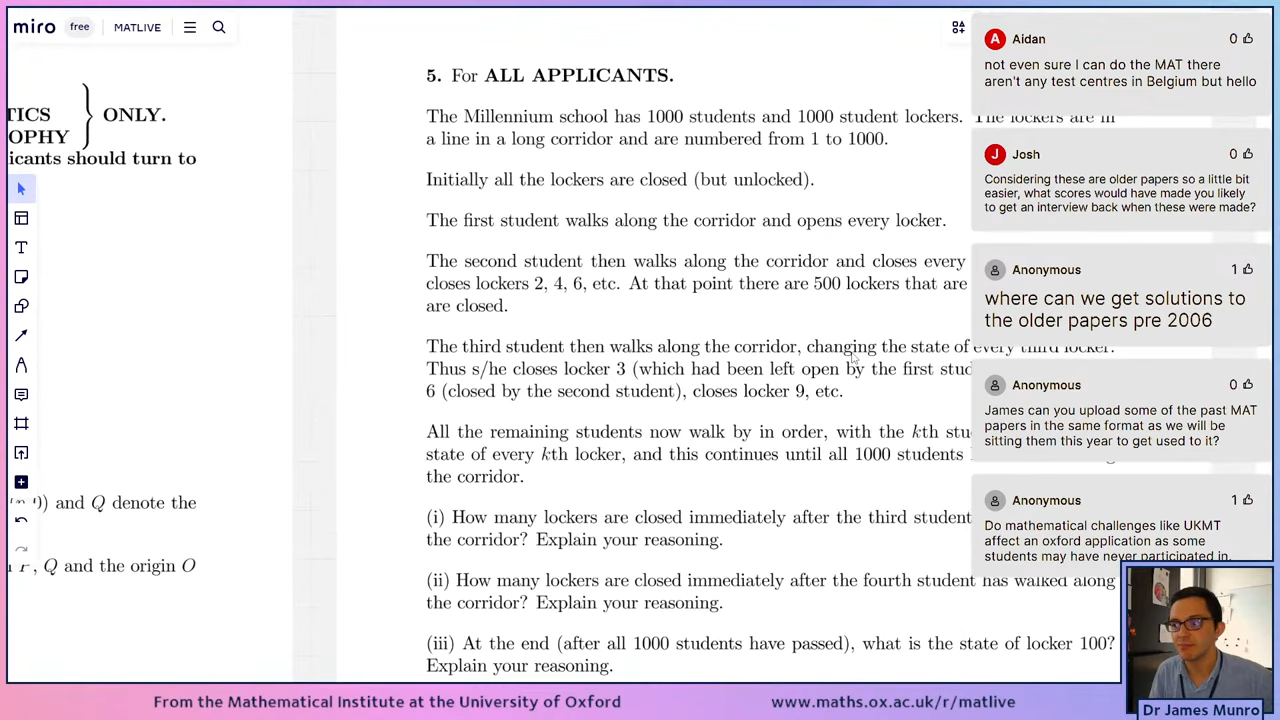 miro
free
MATLIVE
TICS
OPHY
ONLY.
icants should turn to
) and Q denote the
, Q and the origin O
5. For ALL APPLICANTS.
The Millennium school has 1000 students and 1000 student lockers. The lockers are in
a line in a long corridor and are numbered from 1 to 1000.
Initially all the lockers are closed (but unlocked).
The first student walks along the corridor and opens every locker.
The second student then walks along the corridor and closes every
closes lockers 2, 4, 6, etc. At that point there are 500 lockers that are
are closed.
The third student then walks along the corridor, changing the state of every third locker.
Thus s/he closes locker 3 (which had been left open by the first stud
6 (closed by the second student), closes locker 9, etc.
All the remaining students now walk by in order, with the kth stu
state of every kth locker, and this continues until all 1000 students
the corridor.
(i) How many lockers are closed immediately after the third student
the corridor? Explain your reasoning.
(ii) How many lockers are closed immediately after the fourth student has walked along
the corridor? Explain your reasoning.
(iii) At the end (after all 1000 students have passed), what is the state of locker 100?
Explain your reasoning.
A
Aidan
0
not even sure I can do the MAT there
aren't any test centres in Belgium but hello
J
Josh
0
Considering these are older papers so a little bit
easier, what scores would have made you likely
to get an interview back when these were made?
Anonymous
1
where can we get solutions to
the older papers pre 2006
Anonymous
0
James can you upload some of the past MAT
papers in the same format as we will be
sitting them this year to get used to it?
Anonymous
1
Do mathematical challenges like UKMT
affect an oxford application as some
students may have never participated in.
From the Mathematical Institute at the University of Oxford
www.maths.ox.ac.uk/r/matlive
Dr James Munro